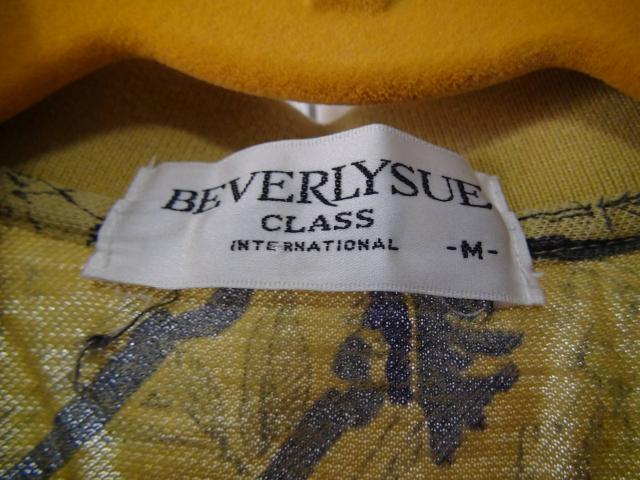 BEVERLYSUE
CLASS
INTERNATIONAL -M-